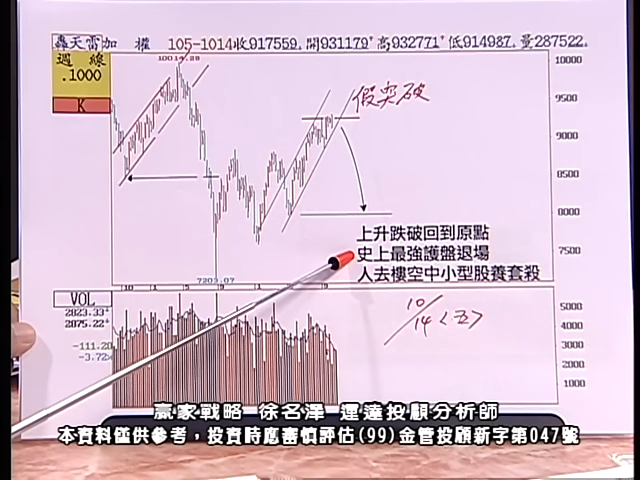 轟天雷加 權 105-1014收917559. 開931179↑高932771↑低914987. 量287522.
週 線
.1000
K
10014.28
10000
9500
9000
8500
8000
7500
假突破
上升跌破回到原點
史上最強護盤退場
人去樓空中小型股養套殺
7203.07
10 1 5 9 1 5 9
VOL
2823.33↑
2875.22↓
-111.20
-3.72%
5000
4000
3000
2000
1000
10/14<五>
贏家戰略 徐名澤 運達投顧分析師
本資料僅供參考，投資時應審慎評估(99)金管投顧新字第047號